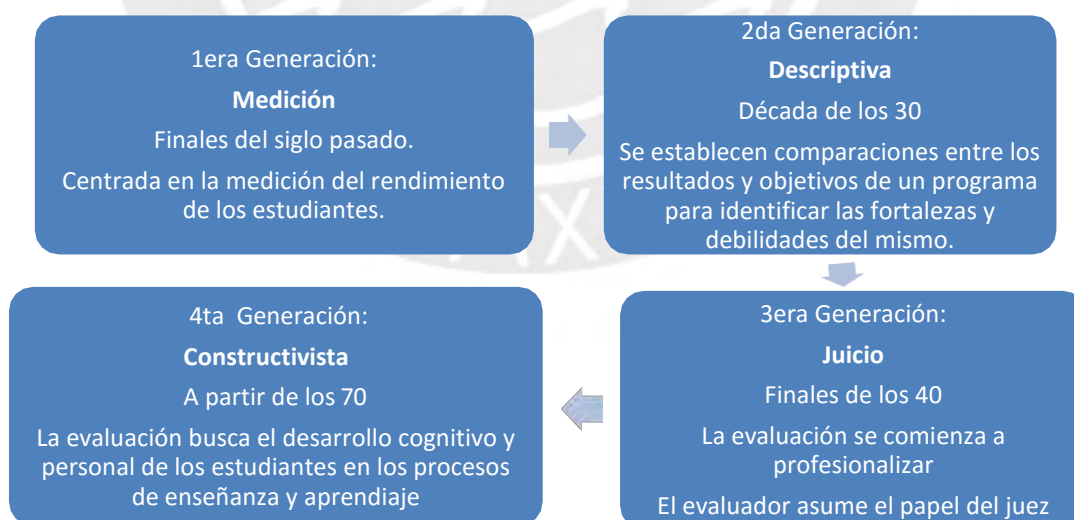 1era Generación:
Medición
Finales del siglo pasado.
Centrada en la medición del rendimiento
de los estudiantes.
2da Generación:
Descriptiva
Década de los 30
Se establecen comparaciones entre los
resultados y objetivos de un programa
para identificar las fortalezas y
debilidades del mismo.
3era Generación:
Juicio
Finales de los 40
La evaluación se comienza a
profesionalizar
El evaluador asume el papel del juez
4ta  Generación:
Constructivista
A partir de los 70
La evaluación busca el desarrollo cognitivo y
personal de los estudiantes en los procesos
de enseñanza y aprendiaje